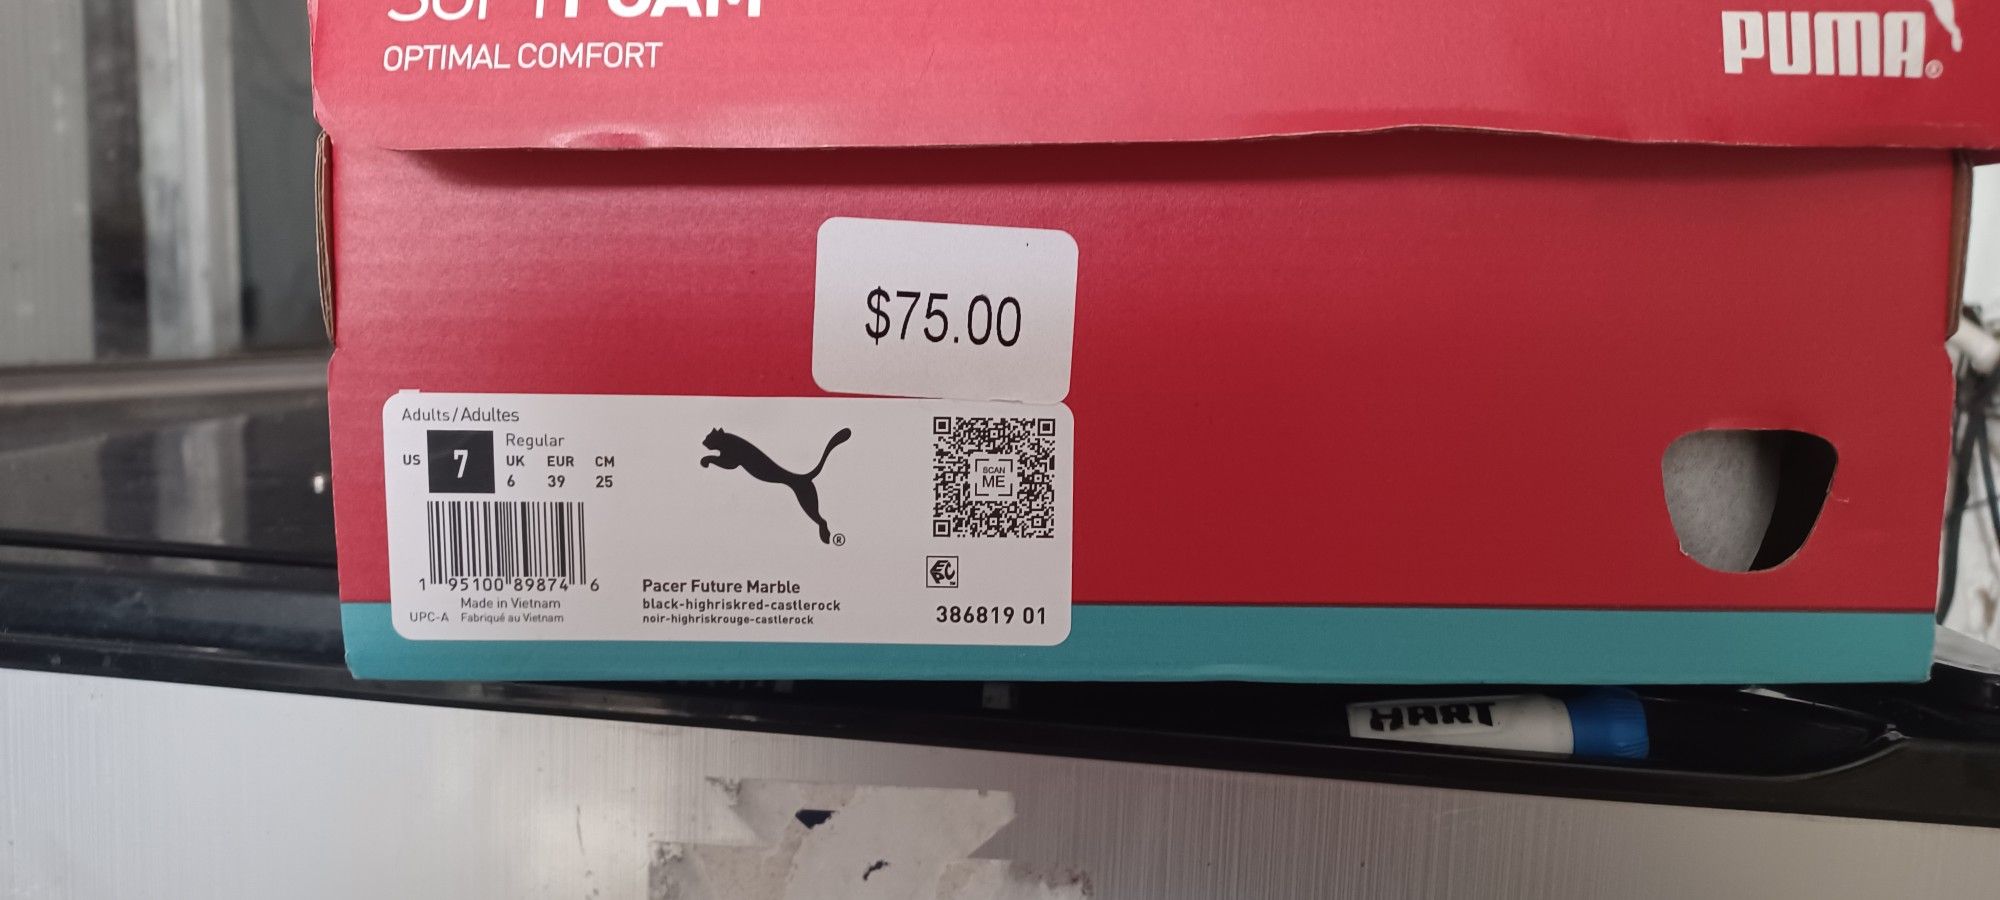 SOFTFOAM
OPTIMAL COMFORT
PUMA®
$75.00
Adults/Adultes
US 7
Regular
UK EUR CM
6 39 25
SCAN
ME
®
1 95100 89874 6
Made in Vietnam
UPC-A Fabriqué au Vietnam
Pacer Future Marble
black-highriskred-castlerock
noir-highriskrouge-castlerock
EPC
386819 01
HART